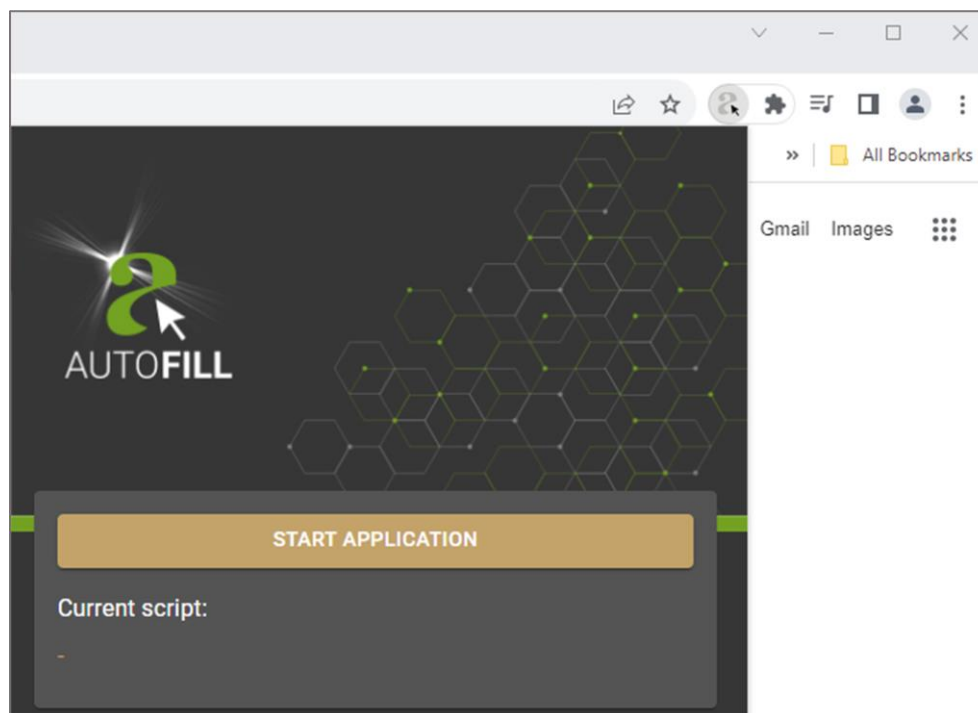 All Bookmarks
Gmail Images
AUTOFILL
START APPLICATION
Current script:
-